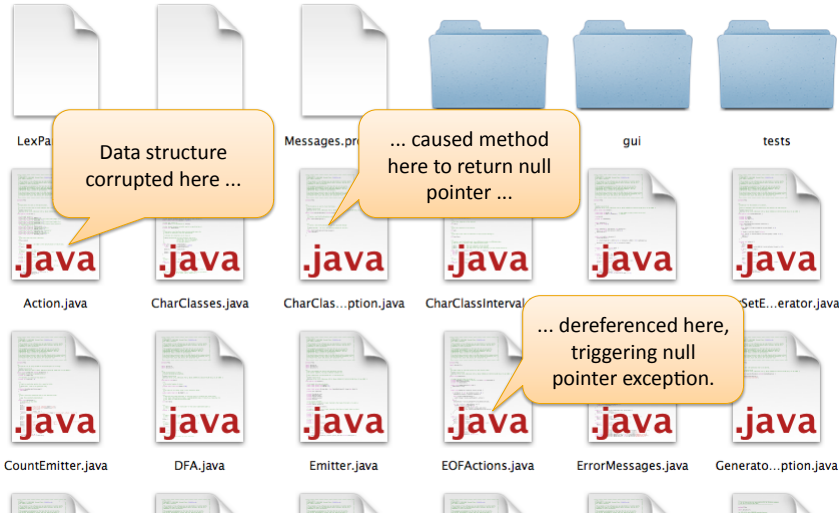 LexPa
Messages.pr
gui
tests
Data structure
corrupted here ...
... caused method
here to return null
pointer ...
.java
.java
.java
.java
.java
.java
Action.java
CharClasses.java
CharClas...ption.java
CharClassInterval
rSetE...erator.java
... dereferenced here,
triggering null
pointer exception.
.java
.java
.java
.java
.java
.java
CountEmitter.java
DFA.java
Emitter.java
EOFActions.java
ErrorMessages.java
Generato...ption.java